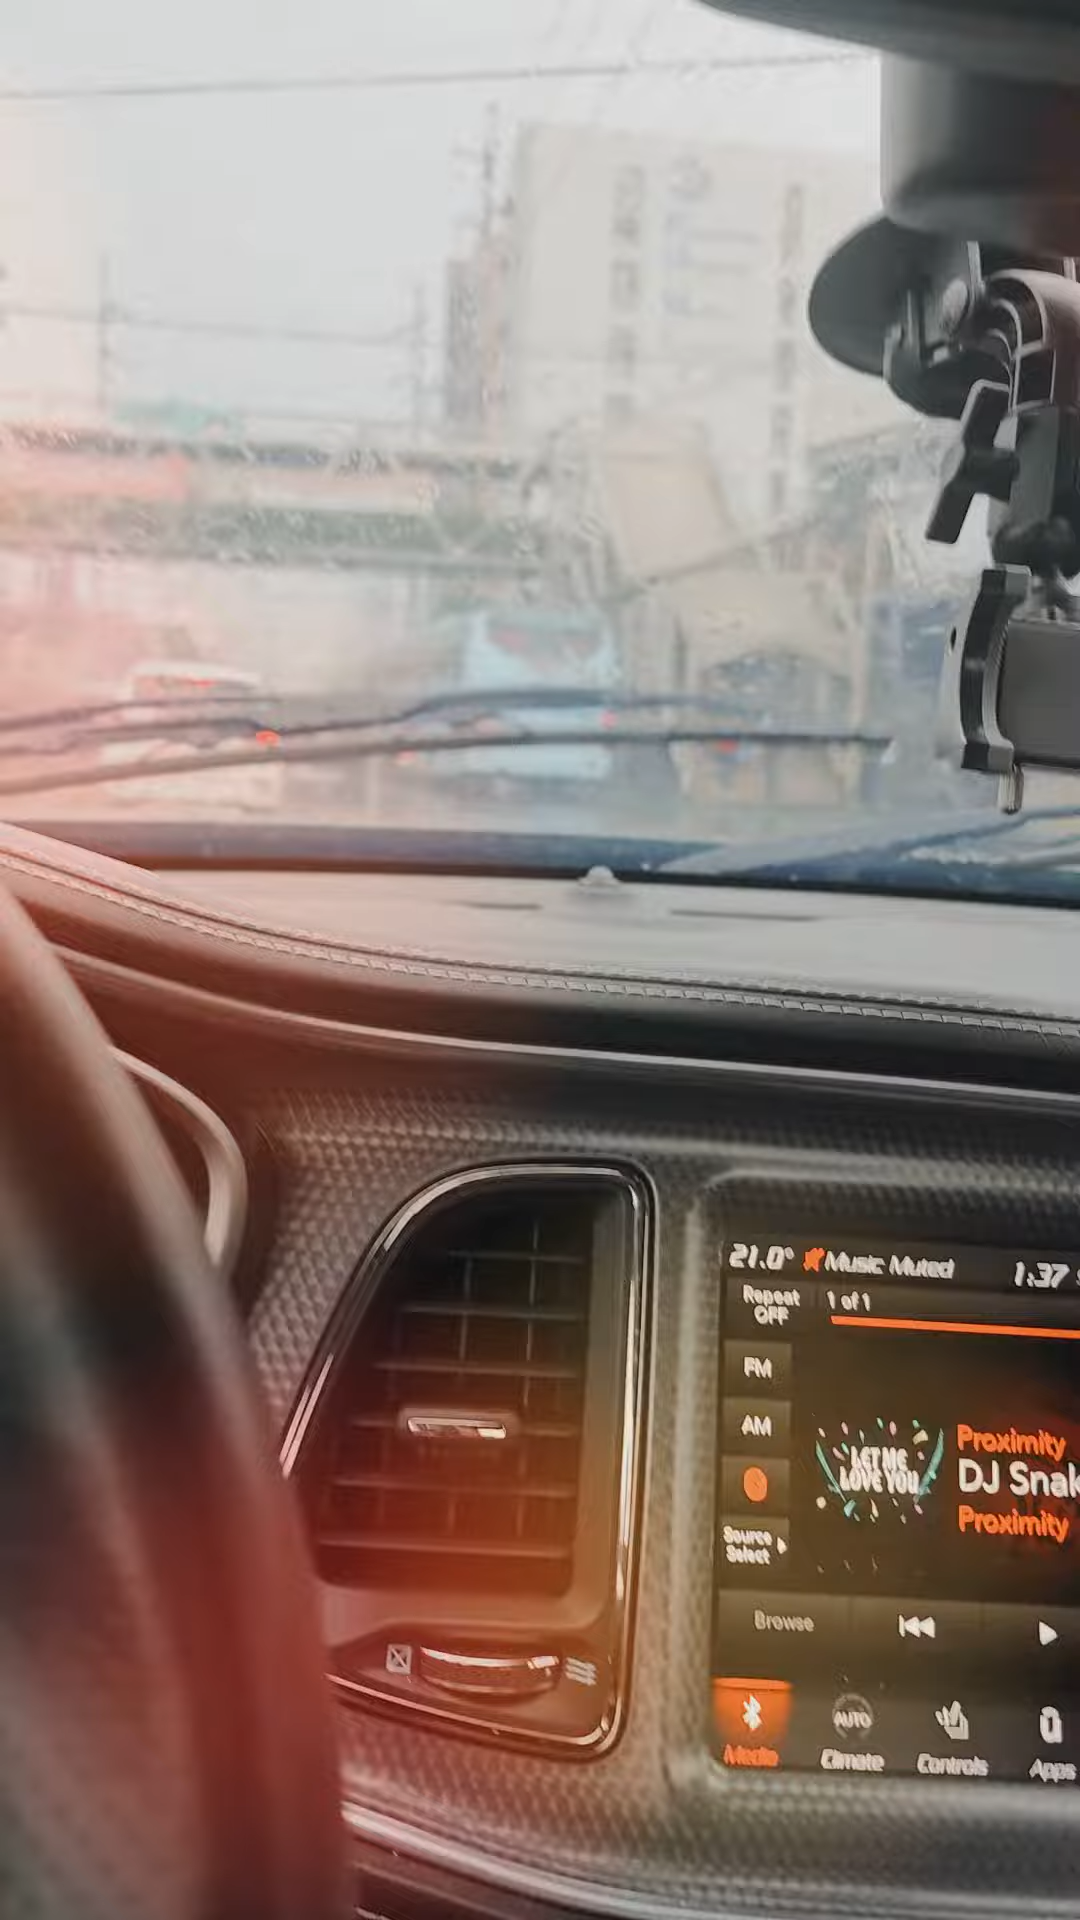 21.0° Music Muted 1:37
Repeat
OFF
1 of 1
FM
AM
LET ME
LOVE YOU
Proximity
DJ Snak
Proximity
Source
Select
Browse
Media
AUTO
Climate
Controls
Apps